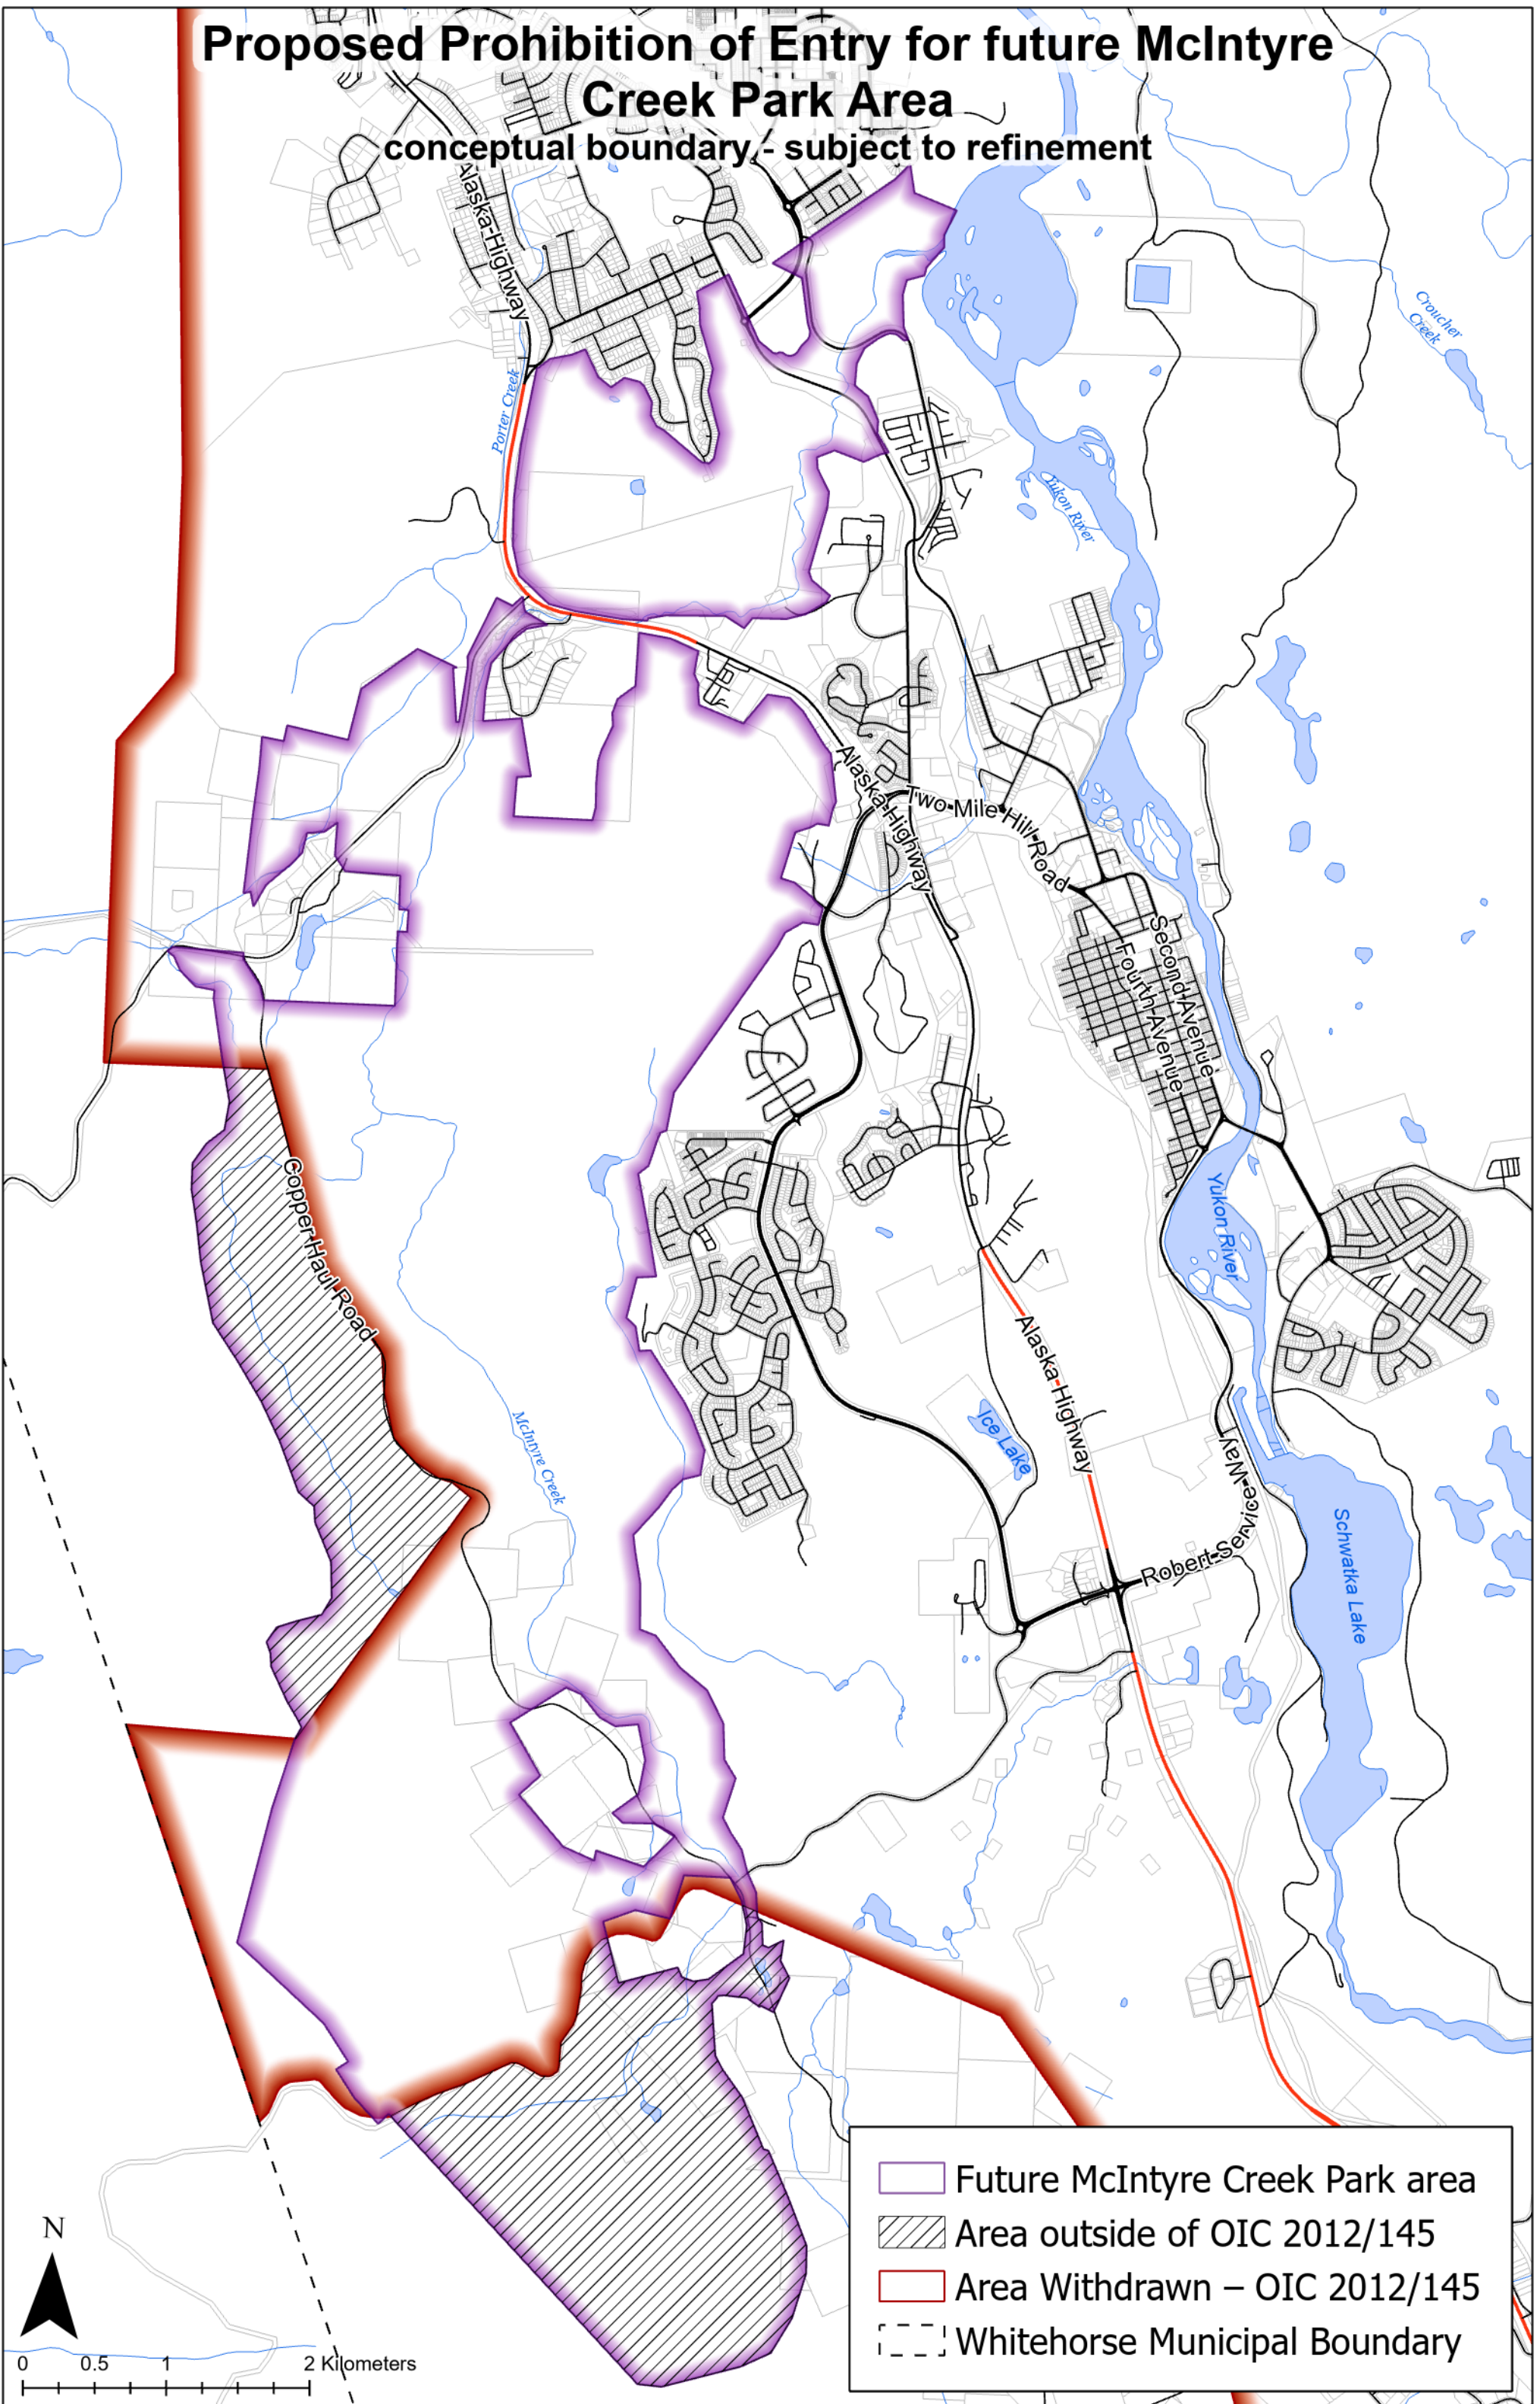 Proposed Prohibition of Entry for future McIntyre
Creek Park Area
conceptual boundary - subject to refinement
Alaska Highway
Croucher
Creek
Porter Creek
Yukon River
Alaska Highway
Two Mile Hill Road
Second Avenue
Fourth Avenue
Copper Haul Road
Yukon River
Alaska Highway
McIntyre Creek
Ice Lake
Robert Service Way
Schwatka Lake
Future McIntyre Creek Park area
Area outside of OIC 2012/145
Area Withdrawn – OIC 2012/145
Whitehorse Municipal Boundary
N
0 0.5 1 2 Kilometers